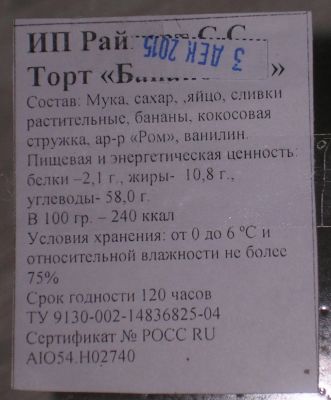 ИП Рай
3 ДЕК 2015
Торт «Банан
Состав: Мука, сахар, ,яйцо, сливки
растительные, бананы, кокосовая
стружка, ар-р «Ром», ванилин.
Пищевая и энергетическая ценность:
белки –2,1 г., жиры- 10,8 г.,
углеводы- 58,0 г.
В 100 гр. – 240 ккал
Условия хранения: от 0 до 6 ºС и
относительной влажности не более
75%
Срок годности 120 часов
ТУ 9130-002-14836825-04
Сертификат № РОСС RU
АIО54.Н02740